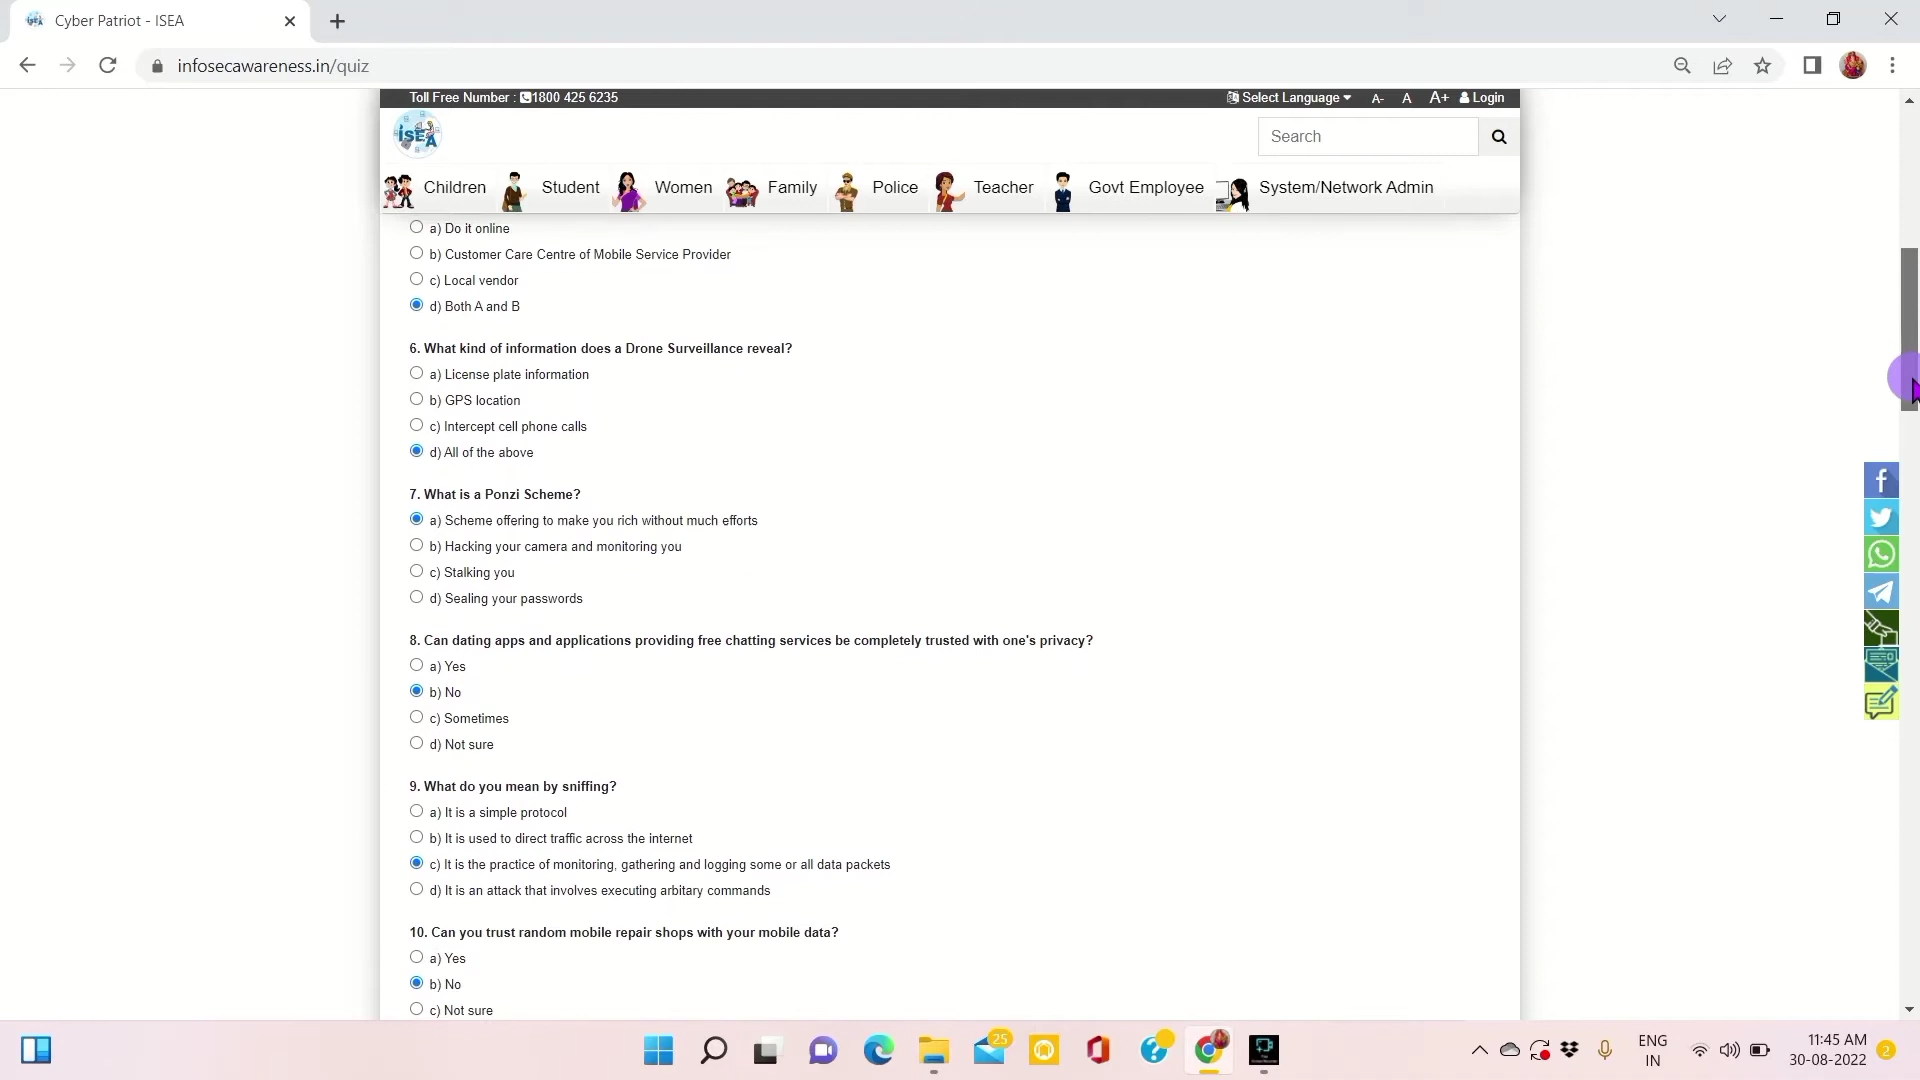 Cyber Patriot - ISEA
infosecawareness.in/quiz
Toll Free Number : 1800 425 6235
Select Language
A-
A
A+
Login
ISEA
Search
Children
Student
Women
Family
Police
Teacher
Govt Employee
System/Network Admin
a) Do it online
b) Customer Care Centre of Mobile Service Provider
c) Local vendor
d) Both A and B
6. What kind of information does a Drone Surveillance reveal?
a) License plate information
b) GPS location
c) Intercept cell phone calls
d) All of the above
7. What is a Ponzi Scheme?
a) Scheme offering to make you rich without much efforts
b) Hacking your camera and monitoring you
c) Stalking you
d) Sealing your passwords
8. Can dating apps and applications providing free chatting services be completely trusted with one's privacy?
a) Yes
b) No
c) Sometimes
d) Not sure
9. What do you mean by sniffing?
a) It is a simple protocol
b) It is used to direct traffic across the internet
c) It is the practice of monitoring, gathering and logging some or all data packets
d) It is an attack that involves executing arbitary commands
10. Can you trust random mobile repair shops with your mobile data?
a) Yes
b) No
c) Not sure
25
ENG
IN
11:45 AM
30-08-2022
2